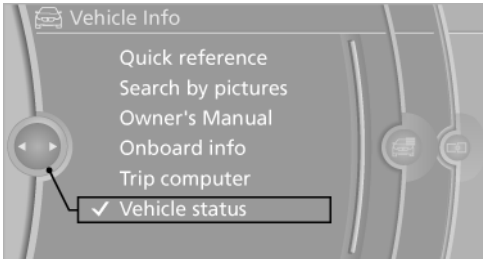 Vehicle Info
Quick reference
Search by pictures
Owner's Manual
Onboard info
Trip computer
Vehicle status